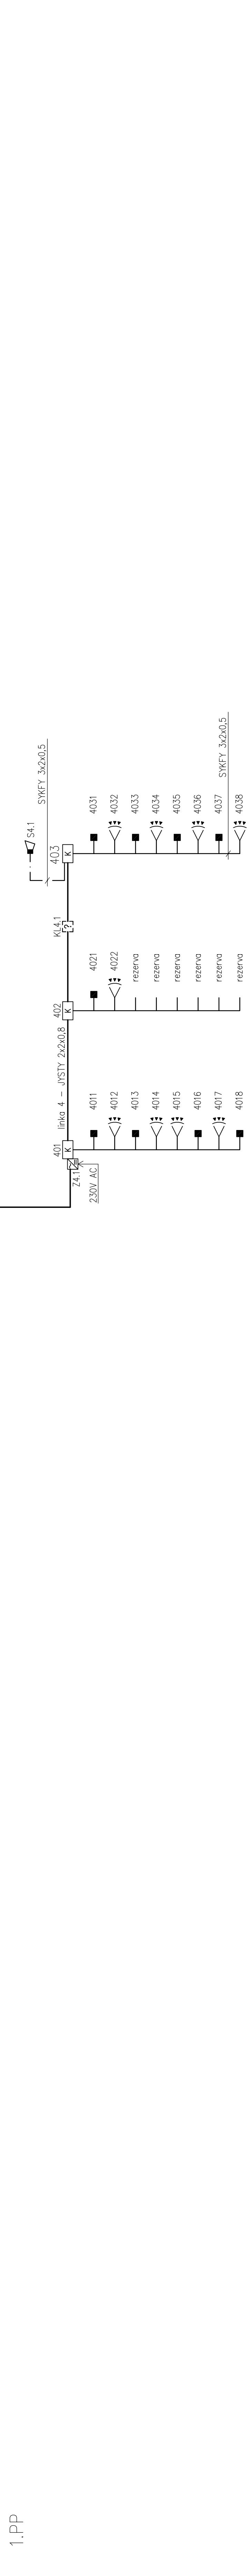 1.PP
S4.1
SYKFY 3x2x0,5
403
K
KL4.1
?
402
K
linka 4 – JYSTY 2x2x0,8
401
K
Z4.1
230V AC
4011
4012
4013
4014
4015
4016
4017
4018
4021
4022
rezerva
rezerva
rezerva
rezerva
rezerva
rezerva
4031
4032
4033
4034
4035
4036
4037
4038
SYKFY 3x2x0,5